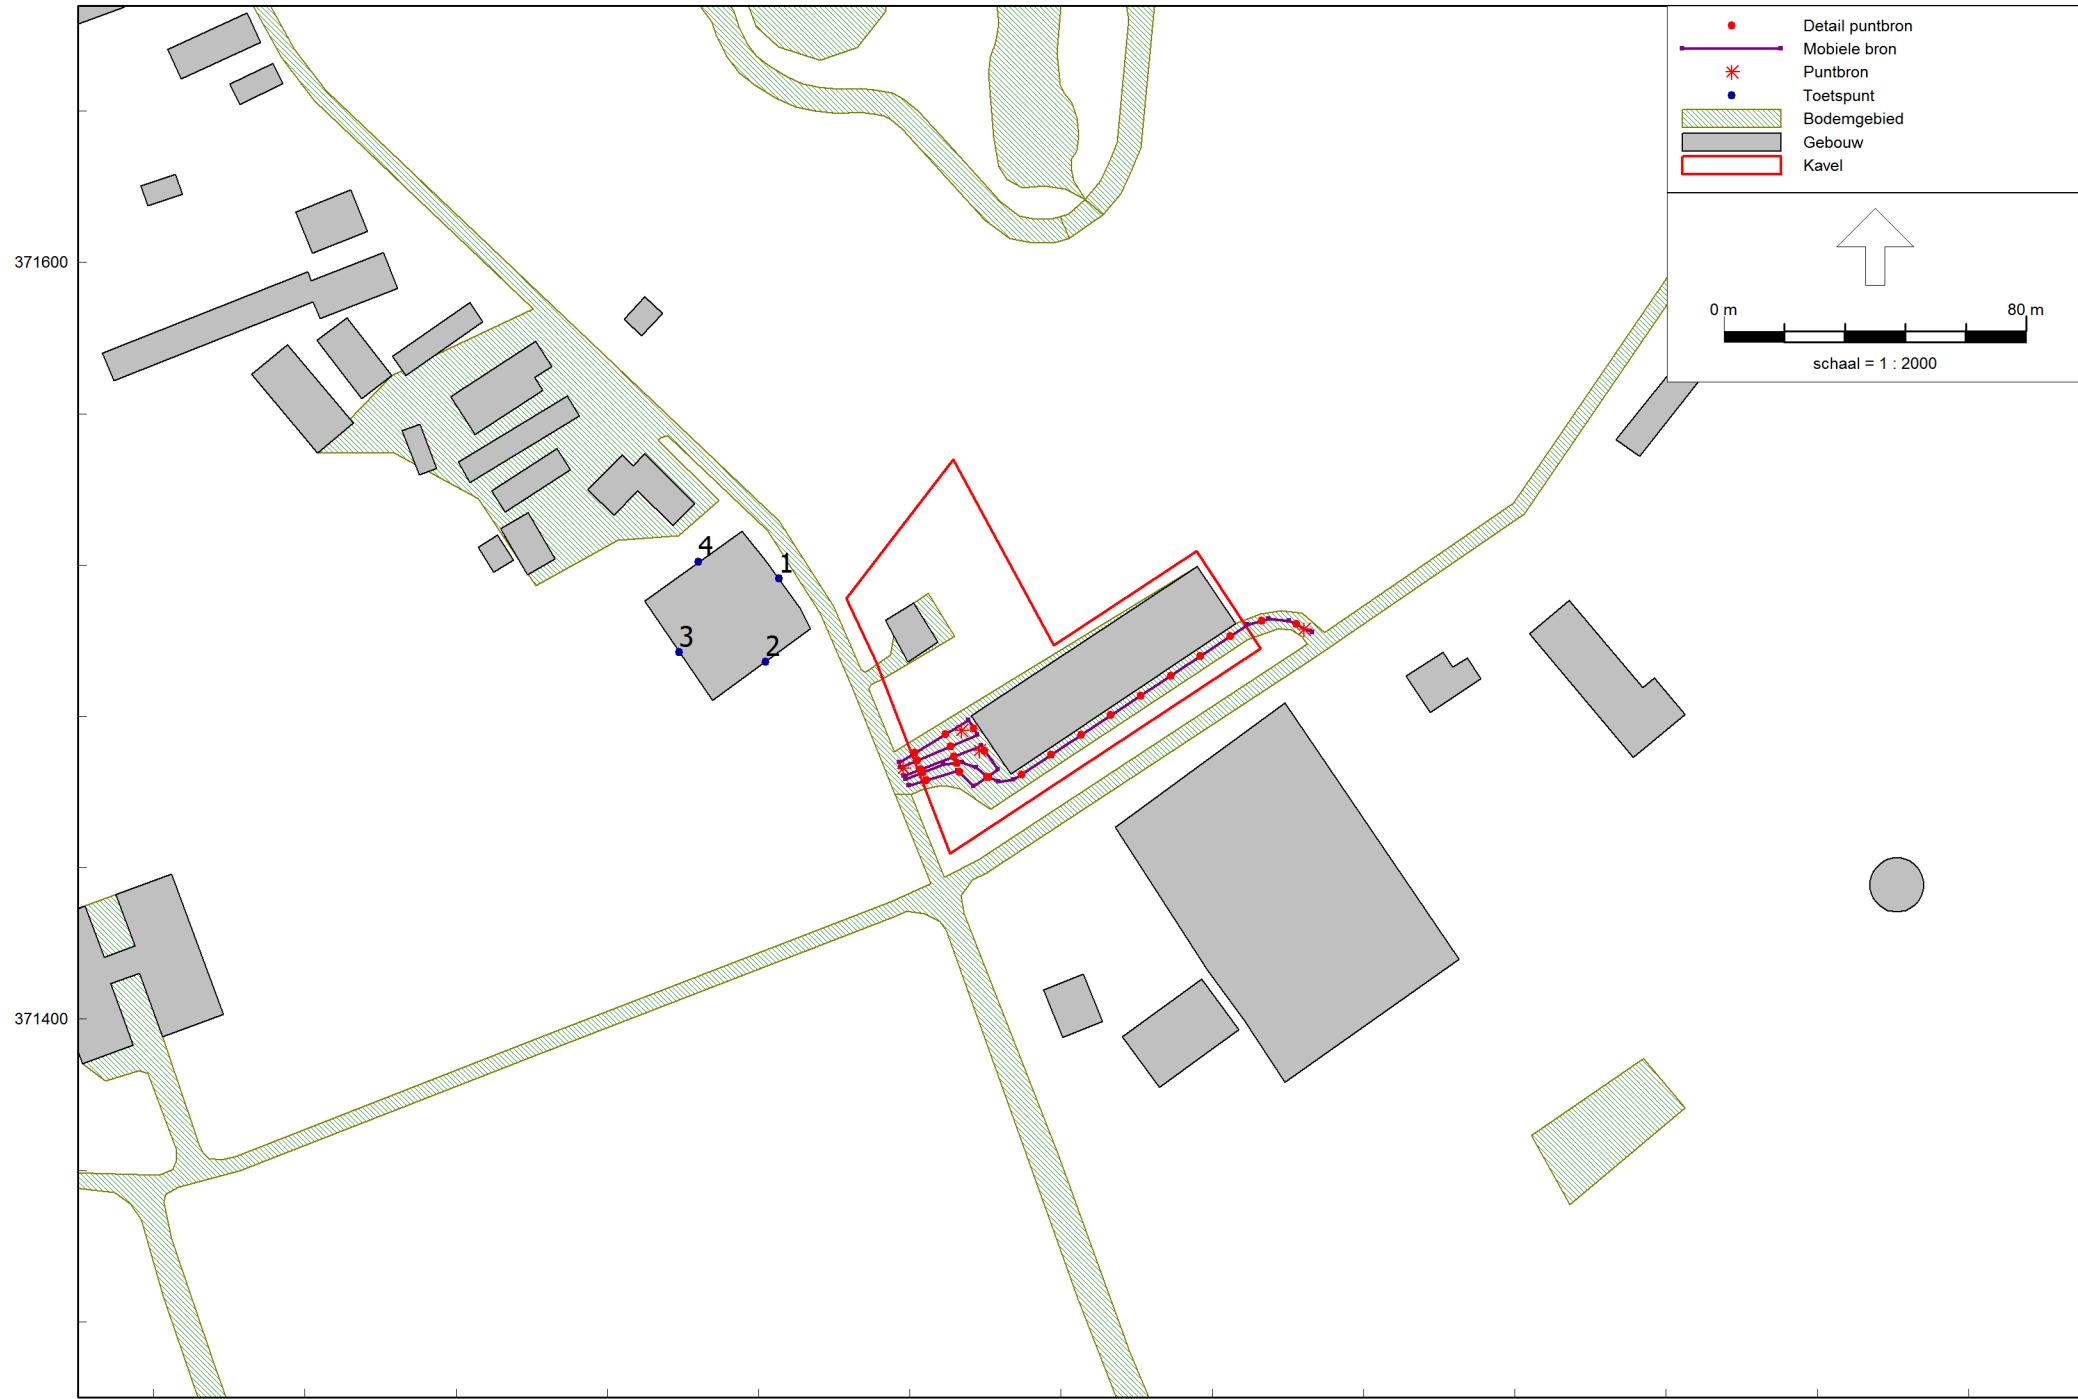 Detail puntbron
Mobiele bron
Puntbron
Toetspunt
Bodemgebied
Gebouw
Kavel
0 m
80 m
schaal = 1 : 2000
371600
4
1
3
2
371400